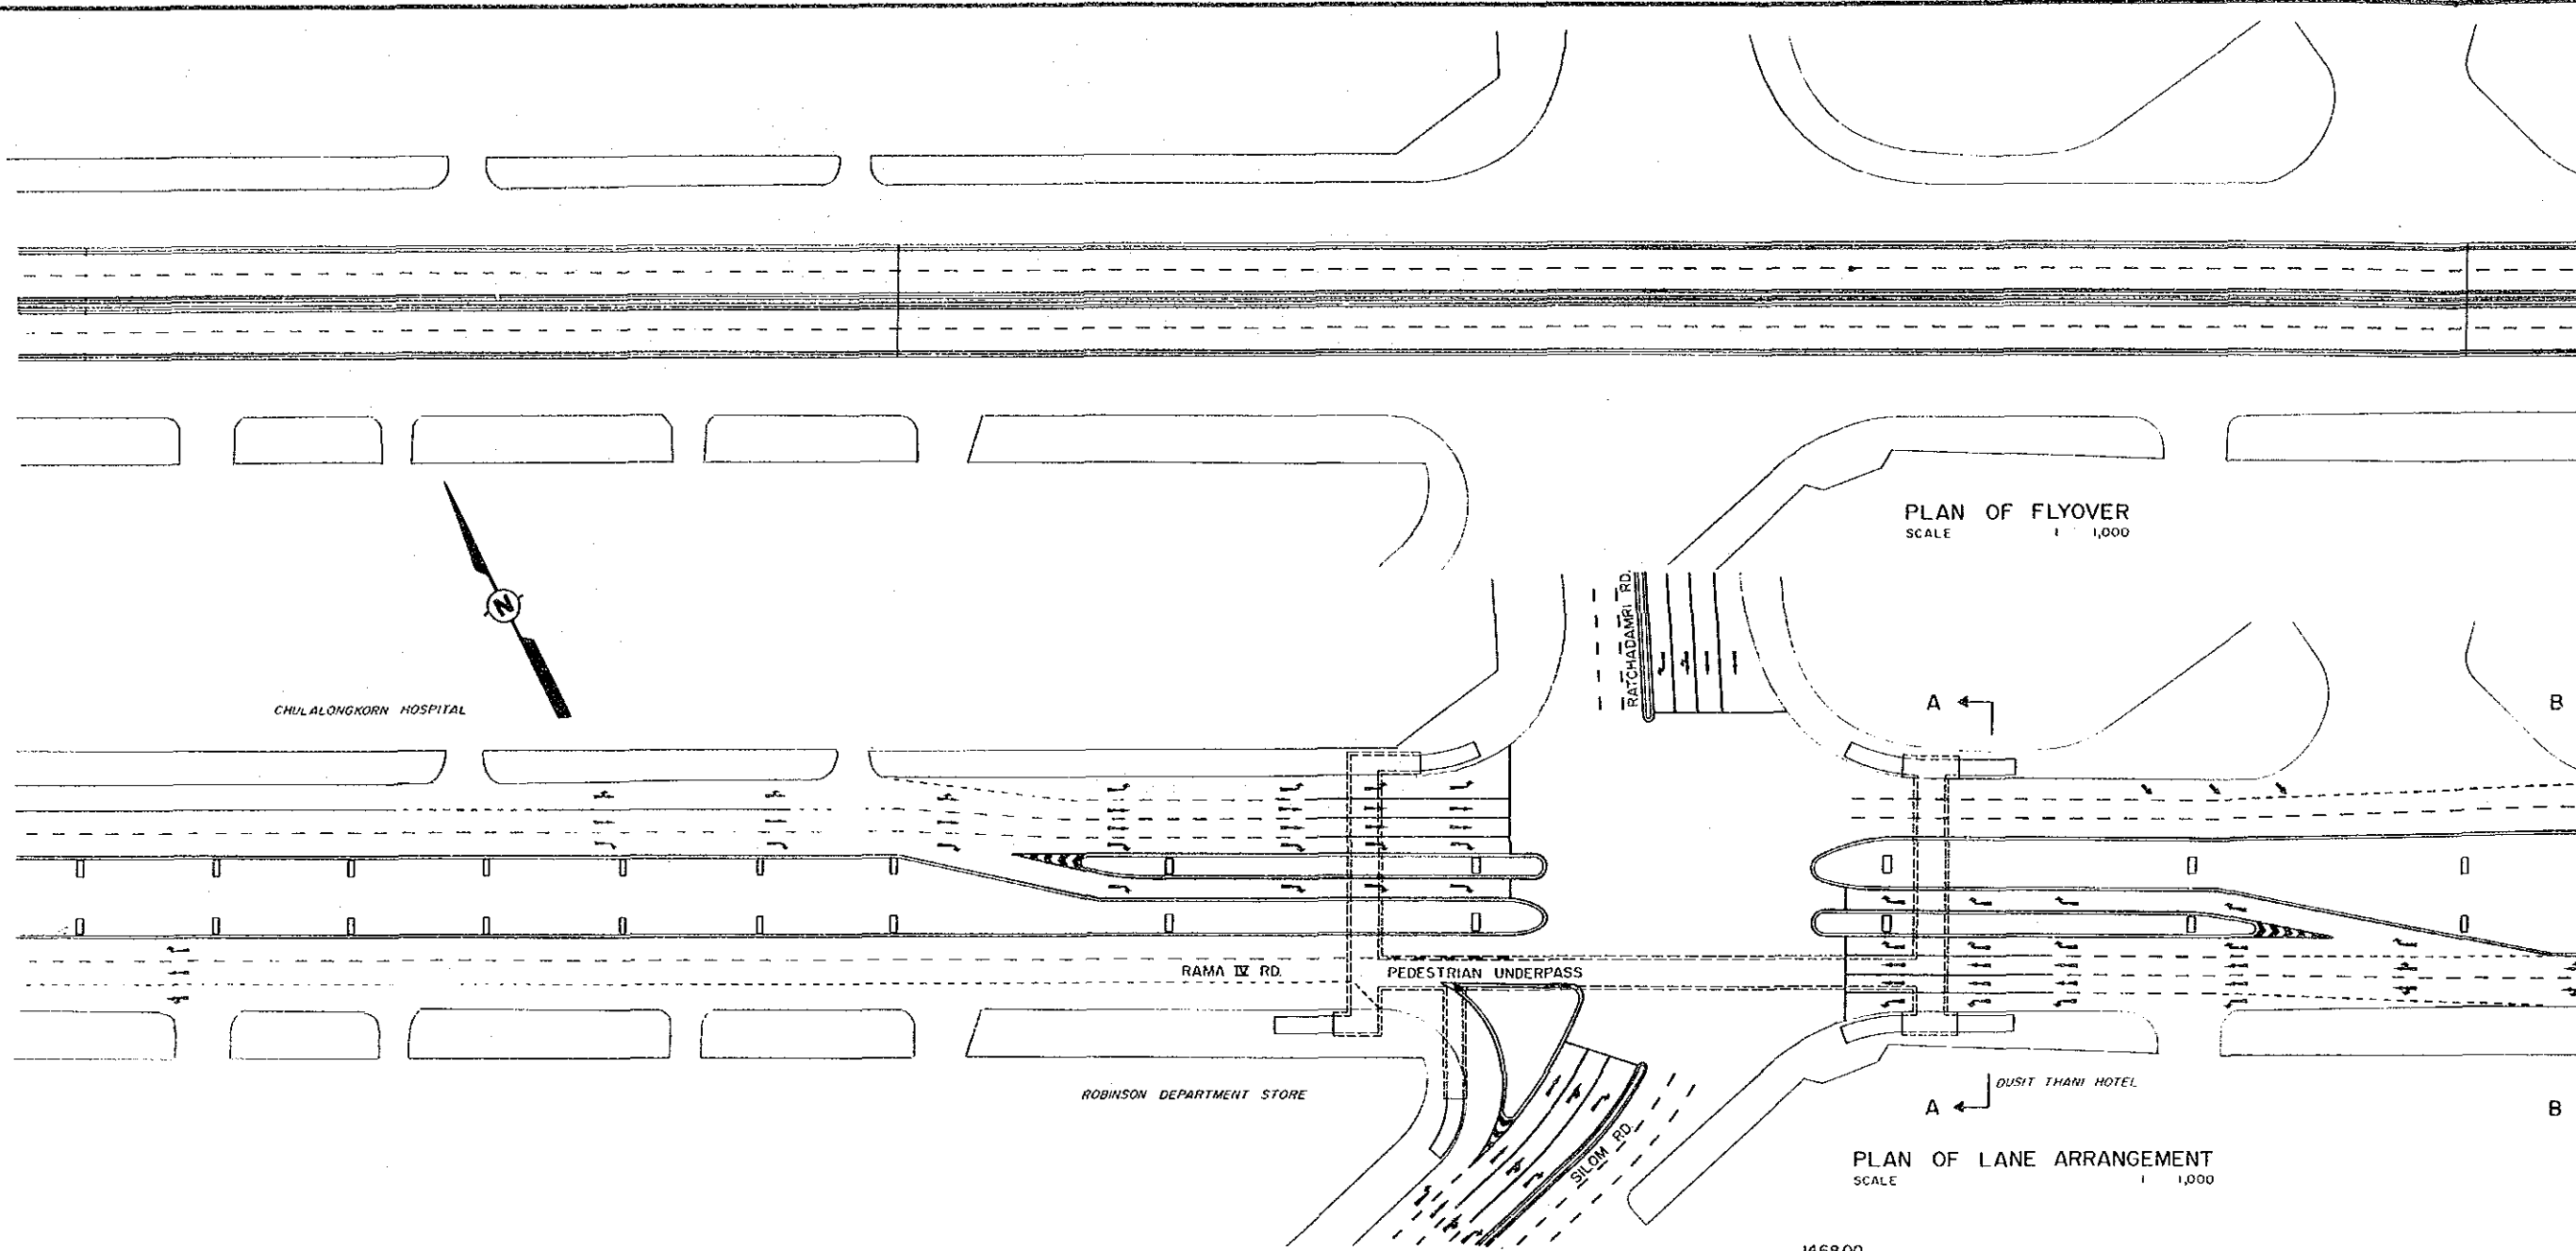 PLAN OF FLYOVER
SCALE 1 1,000
RATCHADAMRI RD.
N
CHULALONGKORN HOSPITAL
A
B
RAMA IV RD.
PEDESTRIAN UNDERPASS
ROBINSON DEPARTMENT STORE
DUSIT THANI HOTEL
A
B
SILOM RD.
PLAN OF LANE ARRANGEMENT
SCALE 1 1,000